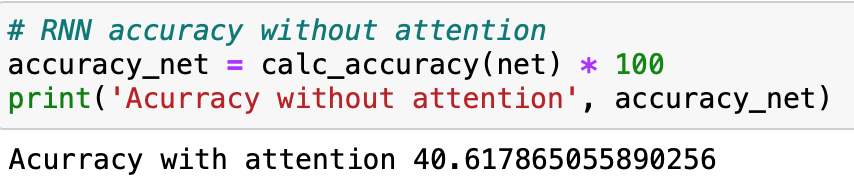 # RNN accuracy without attention
accuracy_net = calc_accuracy(net) * 100
print('Acurracy without attention', accuracy_net)
Acurracy with attention 40.617865055890256